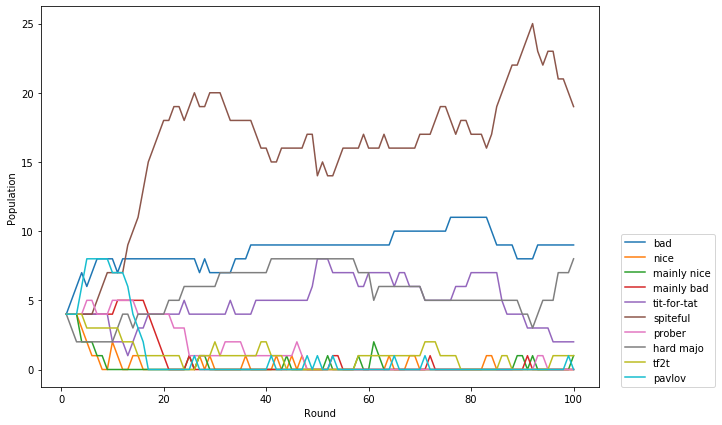 25
20
15
10
5
0
Population
0
20
40
60
80
100
Round
bad
nice
mainly nice
mainly bad
tit-for-tat
spiteful
prober
hard majo
tf2t
pavlov